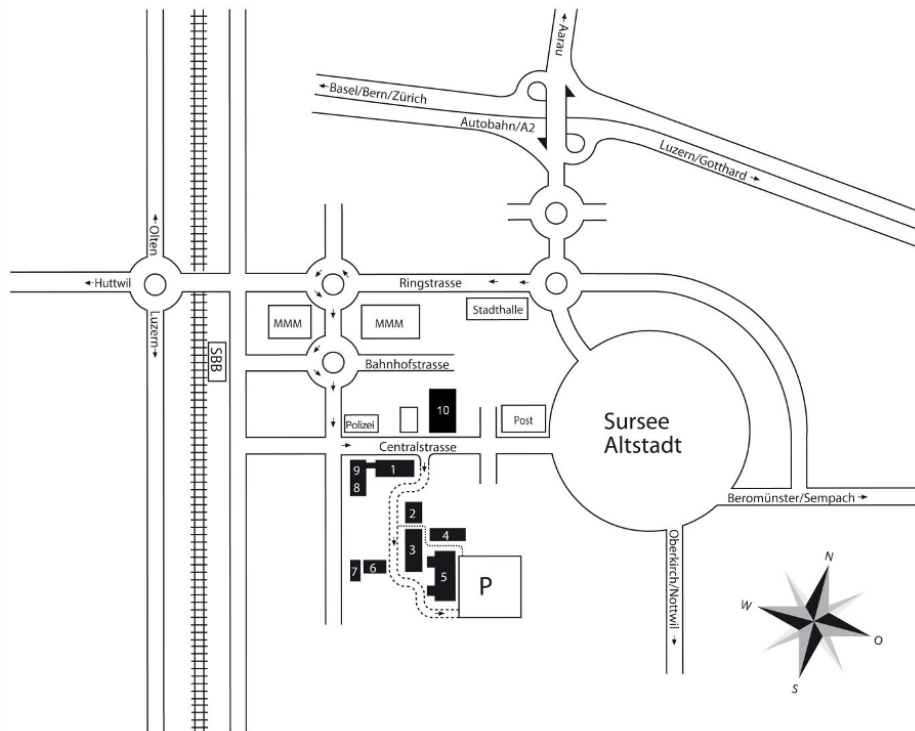 ←Aarau
←Basel/Bern/Zürich
Autobahn/A2
Luzern/Gotthard→
←Olten
←Huttwil
Ringstrasse
Luzern→
Stadthalle
MMM
MMM
SBB
Bahnhofstrasse
10
Polizei
Post
Sursee
Altstadt
Centralstrasse
9
1
8
Beromünster/Sempach→
2
4
3
Oberkirch/Nottwil→
7
6
5
P
N
W
O
S